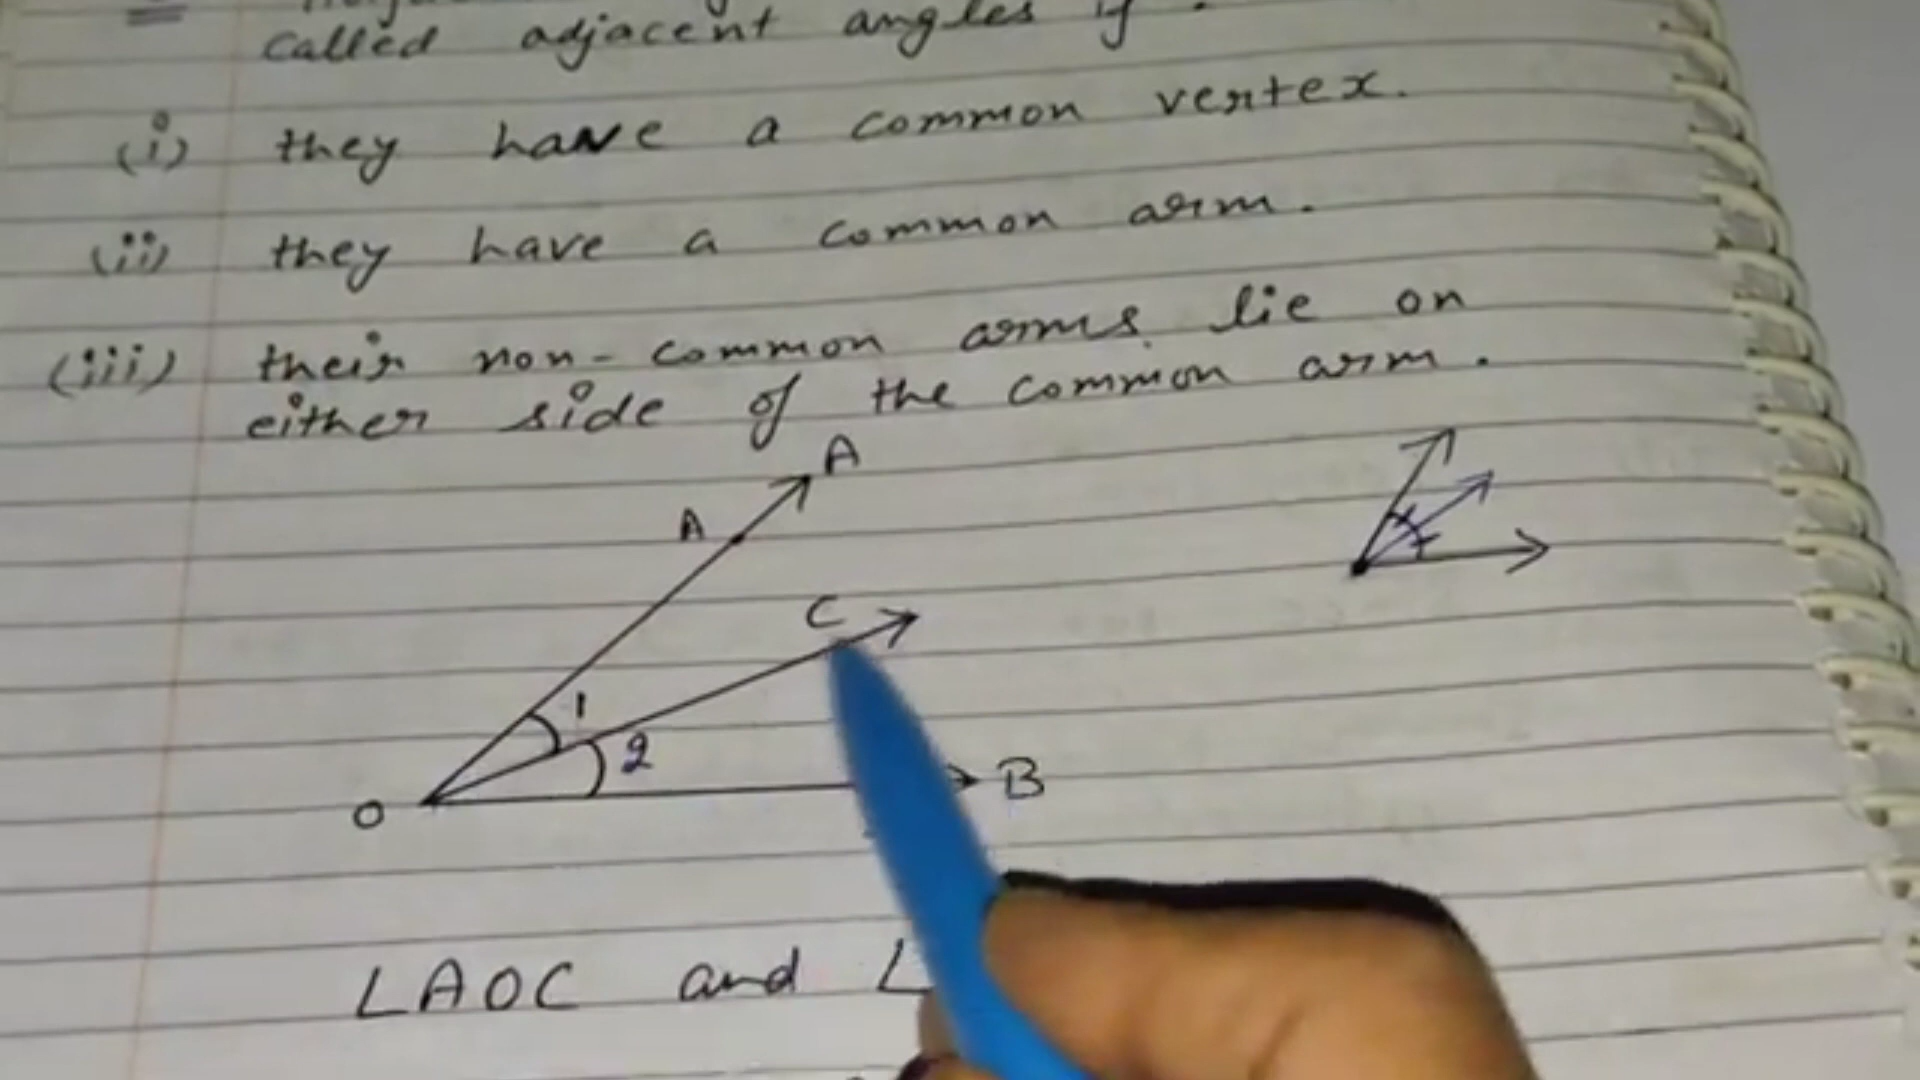 called adjacent angles if
(i) they have a common vertex.
(ii) they have a common arm.
(iii) their non-common arms lie on
either side of the common arm.
A
A
C
1
2
B
O
∠AOC and ∠